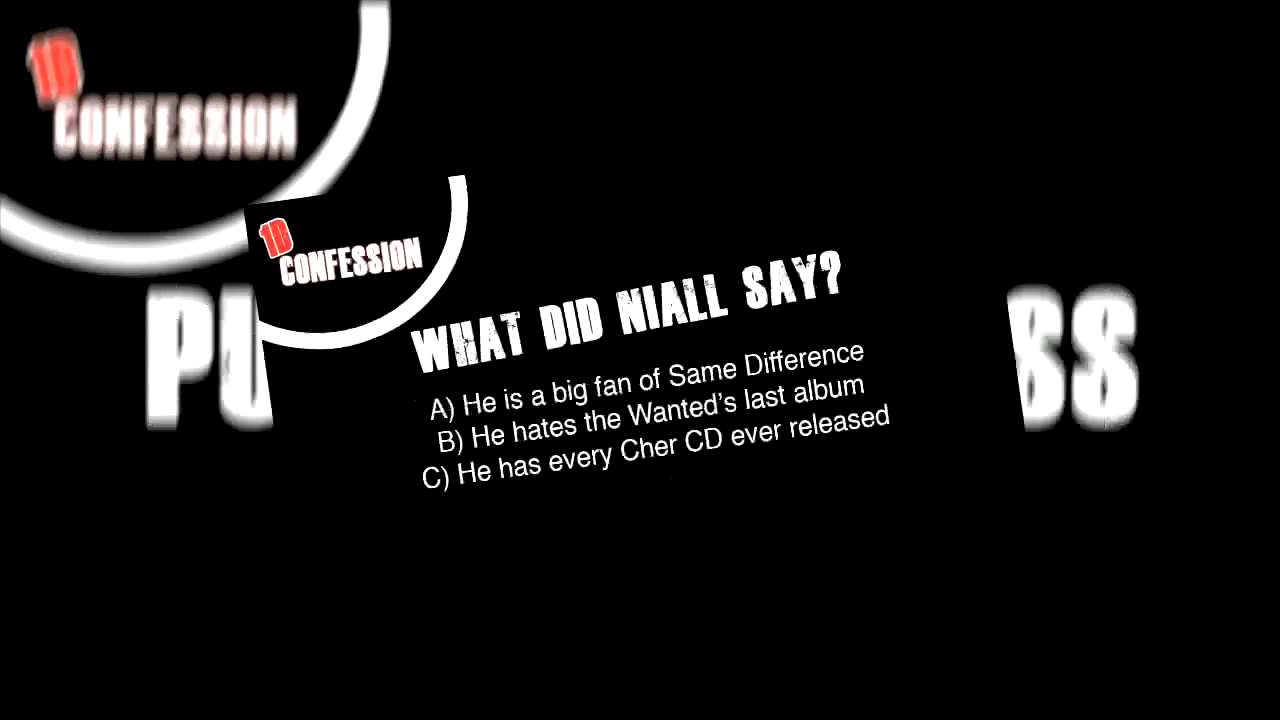 1D
CONFESSION
1D
CONFESSION
WHAT DID NIALL SAY?
A) He is a big fan of Same Difference
B) He hates the Wanted's last album
C) He has every Cher CD ever released